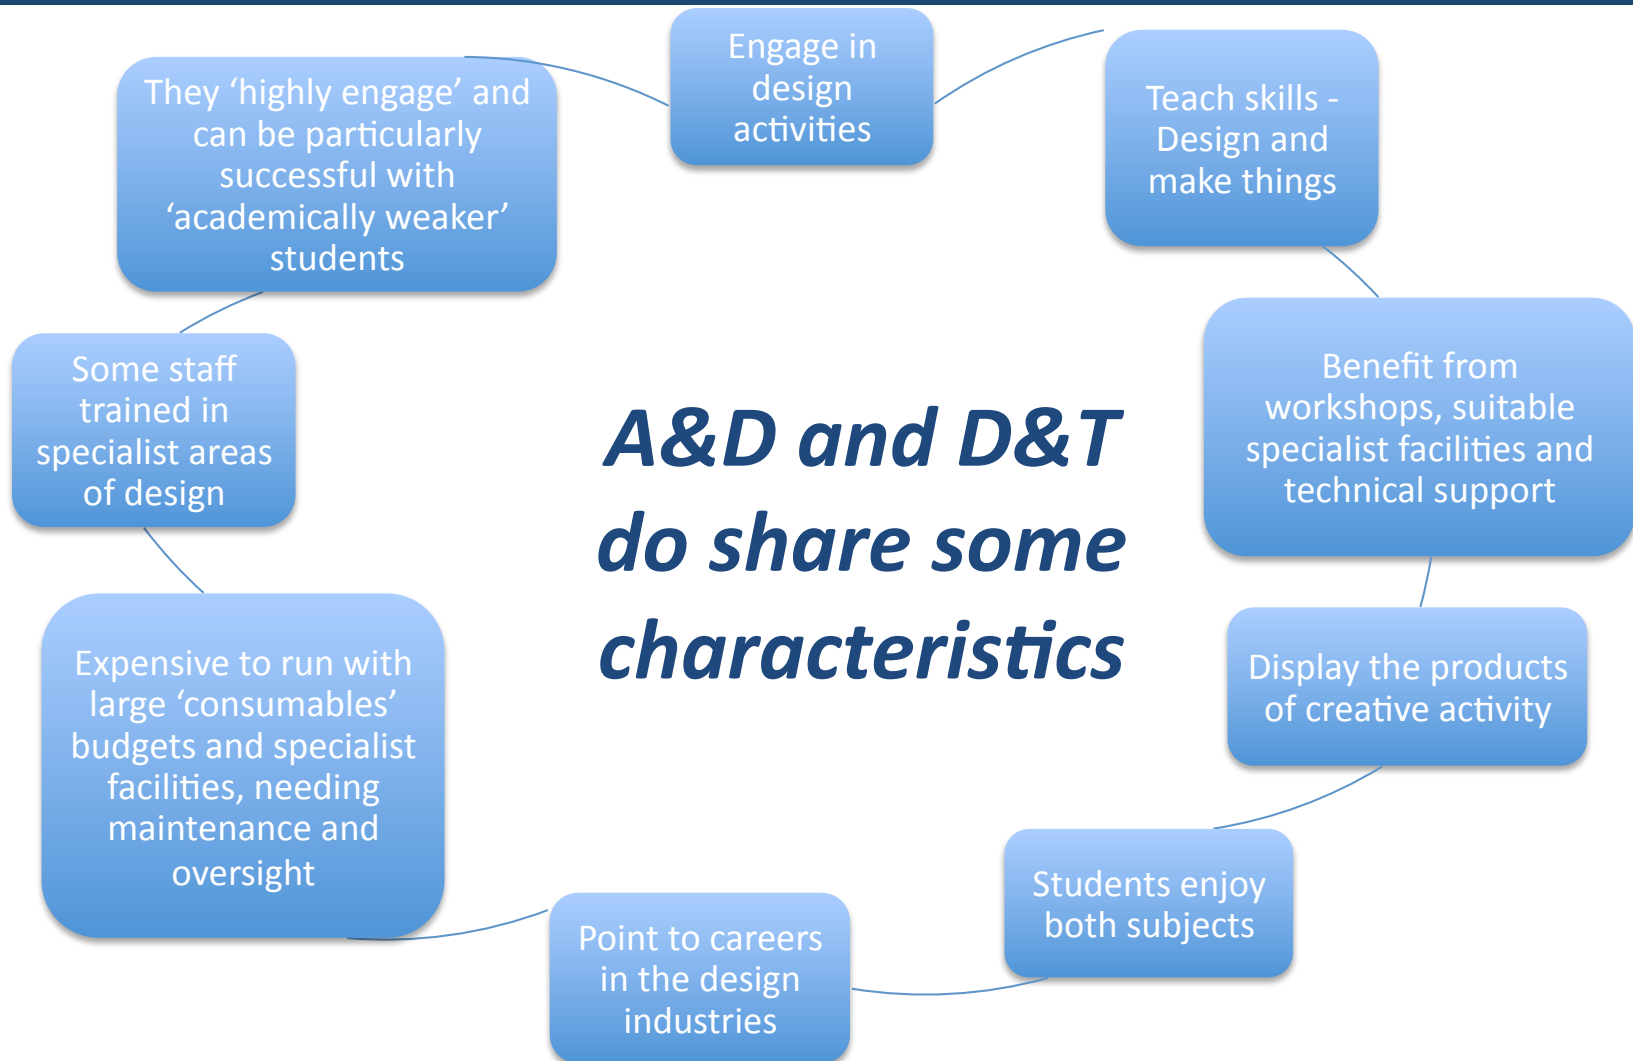 Engage in
design
activities
Teach skills -
Design and
make things
Benefit from
workshops, suitable
specialist facilities and
technical support
Display the products
of creative activity
Students enjoy
both subjects
Point to careers
in the design
industries
Expensive to run with
large ‘consumables’
budgets and specialist
facilities, needing
maintenance and
oversight
Some staff
trained in
specialist areas
of design
They ‘highly engage’ and
can be particularly
successful with
‘academically weaker’
students
A&D and D&T
do share some
characteristics